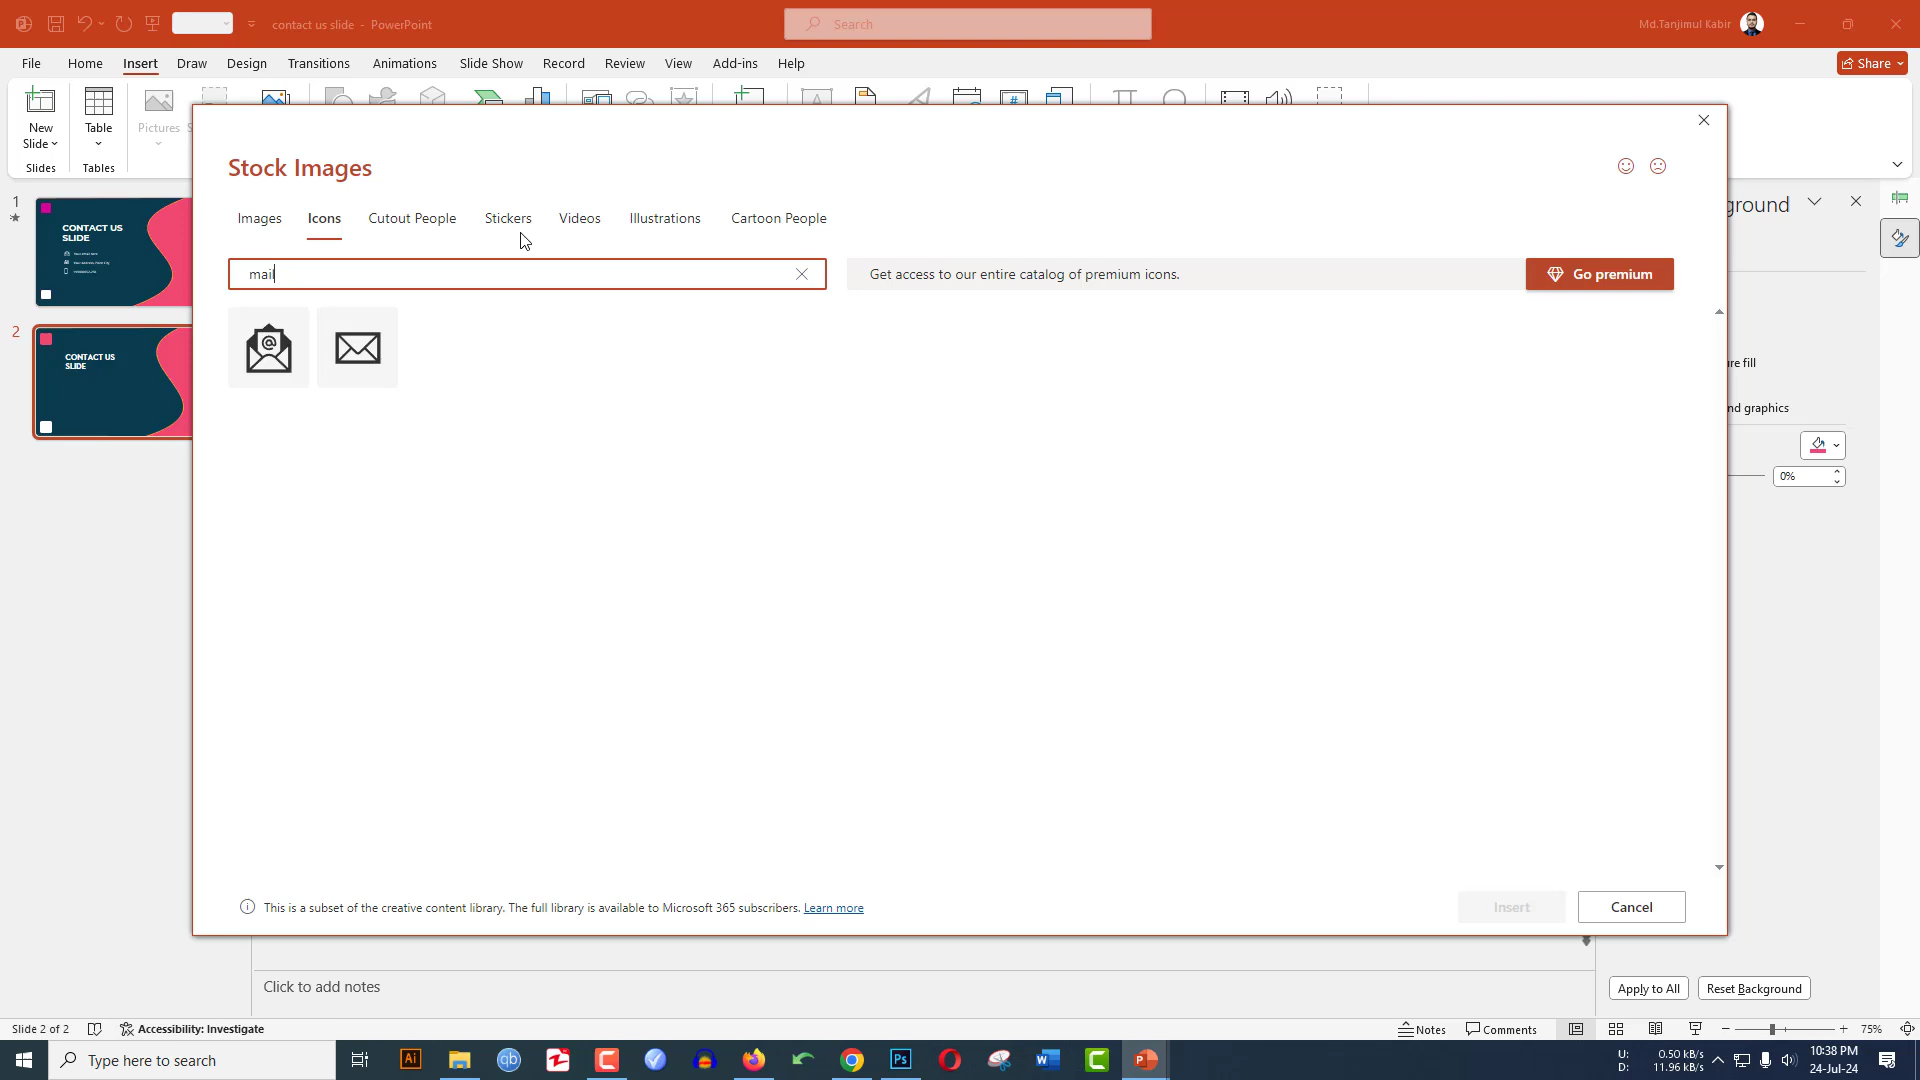 contact us slide - PowerPoint
Search
Md.Tanjimul Kabir
File Home Insert Draw Design Transitions Animations Slide Show Record Review View Add-ins Help
Share
New Slide
Table
Pictures
Slides
Tables
Stock Images
Images Icons Cutout People Stickers Videos Illustrations Cartoon People
mail
Get access to our entire catalog of premium icons.
Go premium
@
1
CONTACT US
SLIDE
2
CONTACT US
SLIDE
ground
ure fill
nd graphics
0%
This is a subset of the creative content library. The full library is available to Microsoft 365 subscribers. Learn more
Insert
Cancel
Click to add notes
Apply to All
Reset Background
Slide 2 of 2
Accessibility: Investigate
Notes
Comments
75%
Type here to search
Ai
qb
Ps
U: 0.50 kB/s
D: 11.96 kB/s
10:38 PM
24-Jul-24